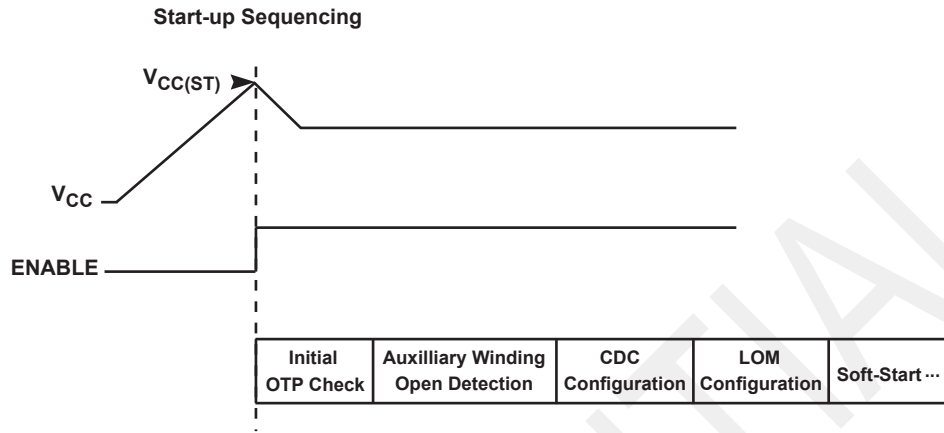 Start-up Sequencing
VCC(ST)
VCC
ENABLE
Initial OTP Check
Auxilliary Winding Open Detection
CDC Configuration
LOM Configuration
Soft-Start ...
NTIAL